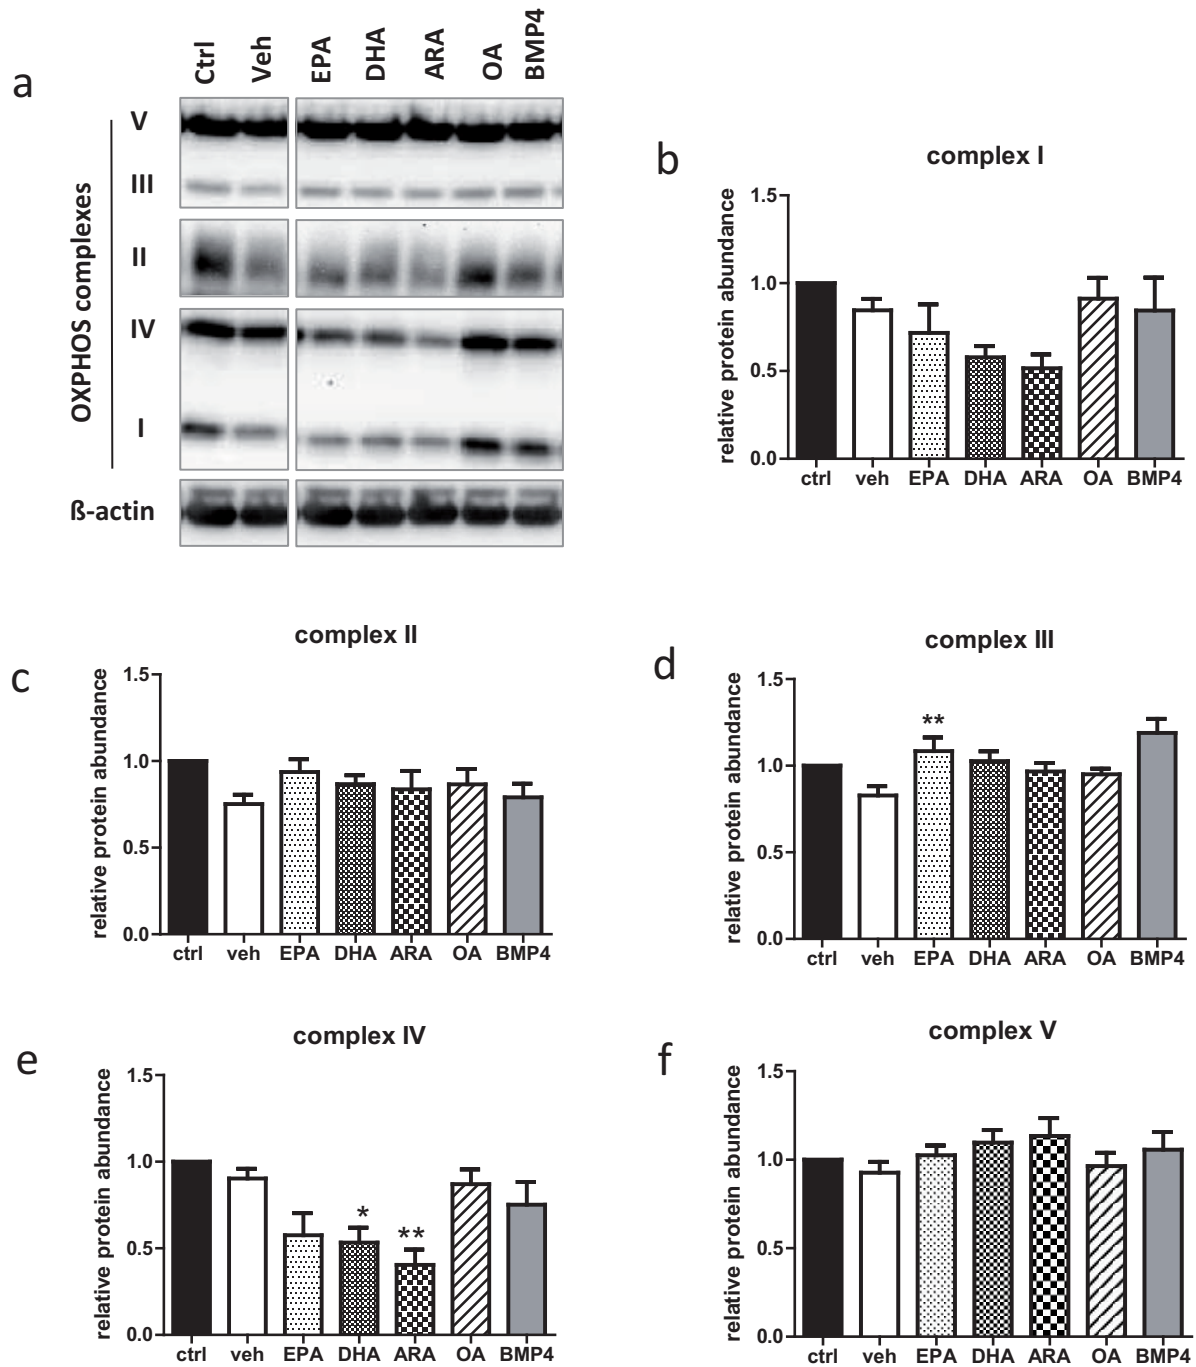 a
Ctrl Veh EPA DHA ARA OA BMP4
OXPHOS complexes
V
III
II
IV
I
ß-actin
b
complex I
relative protein abundance
1.5
1.0
0.5
0.0
ctrl veh EPA DHA ARA OA BMP4
c
complex II
relative protein abundance
1.5
1.0
0.5
0.0
ctrl veh EPA DHA ARA OA BMP4
d
complex III
relative protein abundance
1.5
1.0
0.5
0.0
**
ctrl veh EPA DHA ARA OA BMP4
e
complex IV
relative protein abundance
1.5
1.0
0.5
0.0
* **
ctrl veh EPA DHA ARA OA BMP4
f
complex V
relative protein abundance
1.5
1.0
0.5
0.0
ctrl veh EPA DHA ARA OA BMP4